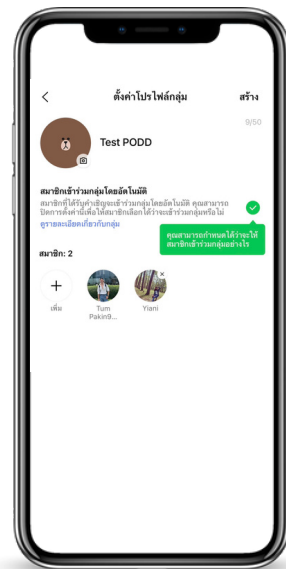 ตั้งค่าโปรไฟล์กลุ่ม
สร้าง
9/50
Test PODD
สมาชิกเข้าร่วมกลุ่มโดยอัตโนมัติ
สมาชิกที่ได้รับคำเชิญจะเข้าร่วมกลุ่มโดยอัตโนมัติ คุณสามารถ
ปิดการตั้งค่านี้เพื่อให้สมาชิกเลือกได้ว่าจะเข้าร่วมกลุ่มหรือไม่
ดูรายละเอียดเกี่ยวกับกลุ่ม
คุณสามารถกำหนดได้ว่าจะให้
สมาชิกเข้าร่วมกลุ่มอย่างไร
สมาชิก: 2
เพิ่ม
Tum
Pakin9...
Yiani